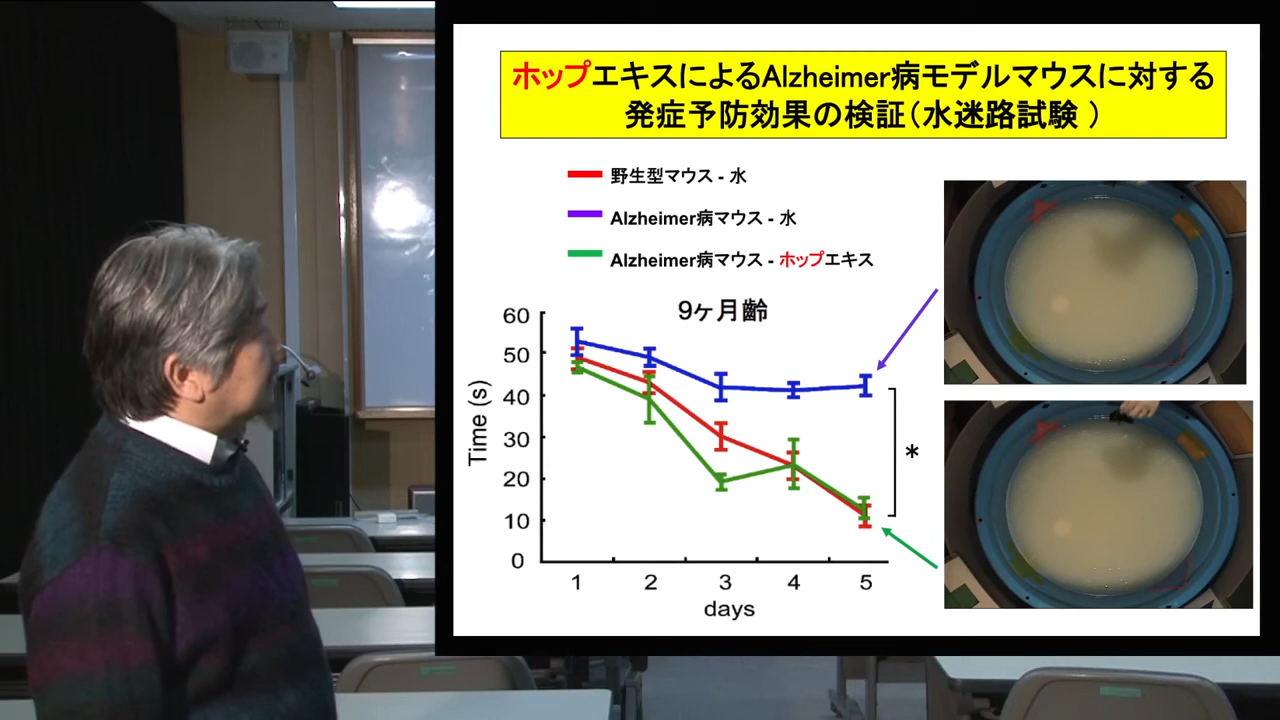 ホップエキスによるAlzheimer病モデルマウスに対する
発症予防効果の検証（水迷路試験 ）
野生型マウス - 水
Alzheimer病マウス - 水
Alzheimer病マウス - ホップエキス
9ヶ月齢
Time (s)
60
50
40
30
20
10
0
*
1 2 3 4 5
days